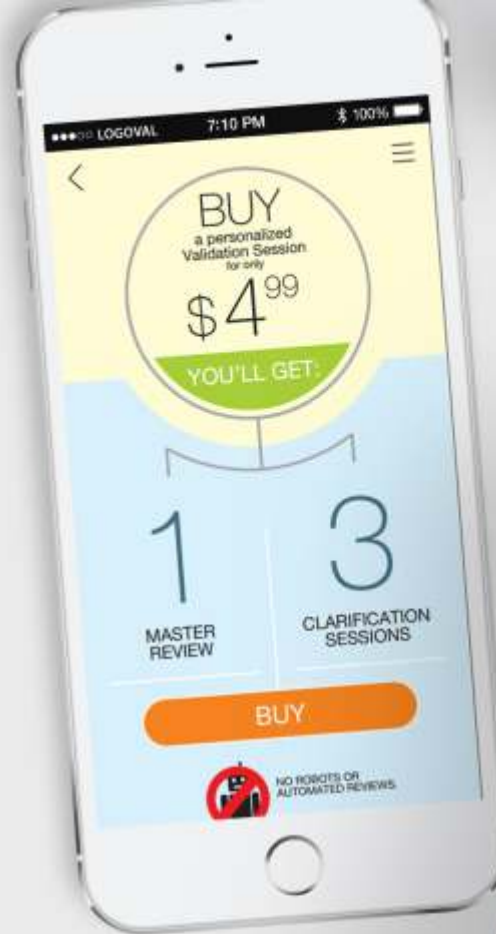 LOGOVAL 7:10 PM 100%
BUY
a personalized
Validation Session
for only
$4.99
YOU'LL GET:
1 3
MASTER
REVIEW
CLARIFICATION
SESSIONS
BUY
NO ROBOTS OR
AUTOMATED REVIEWS